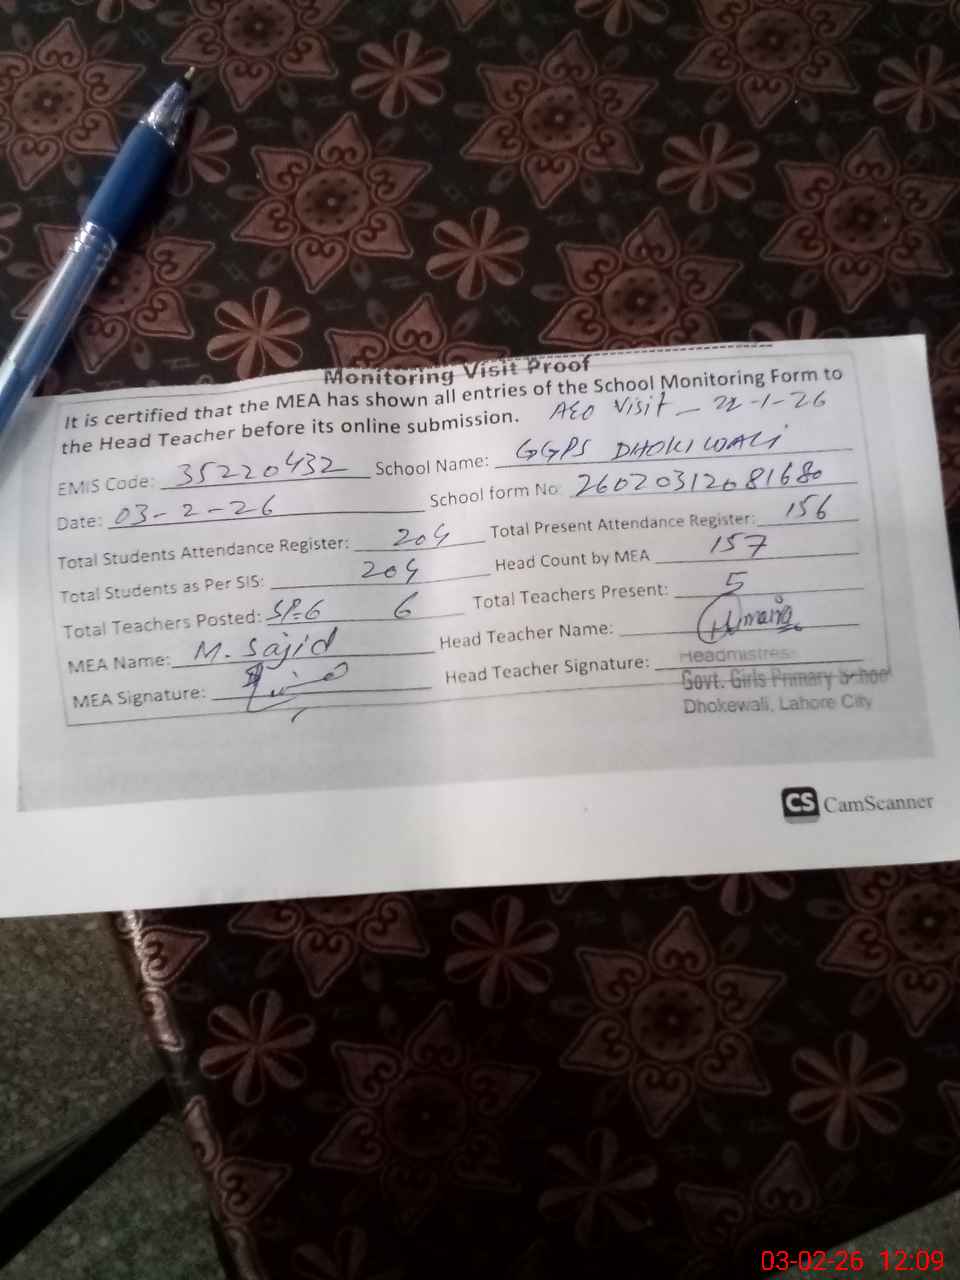 Monitoring Visit Proof
It is certified that the MEA has shown all entries of the School Monitoring Form to
the Head Teacher before its online submission. AEO Visit - 22-1-26
EMIS Code: 35220432 School Name: GGPS DHOKIWALI
Date: 03-2-26 School form No: 26020312081680
Total Students Attendance Register: 204 Total Present Attendance Register: 156
Total Students as Per SIS: 204 Head Count by MEA 157
Total Teachers Posted: SP=6 6 Total Teachers Present: 5
MEA Name: M. Sajid Head Teacher Name:
MEA Signature: Head Teacher Signature:
Headmistress
Govt. Girls Primary School
Dhokewali, Lahore City
CS CamScanner
03-02-26 12:09